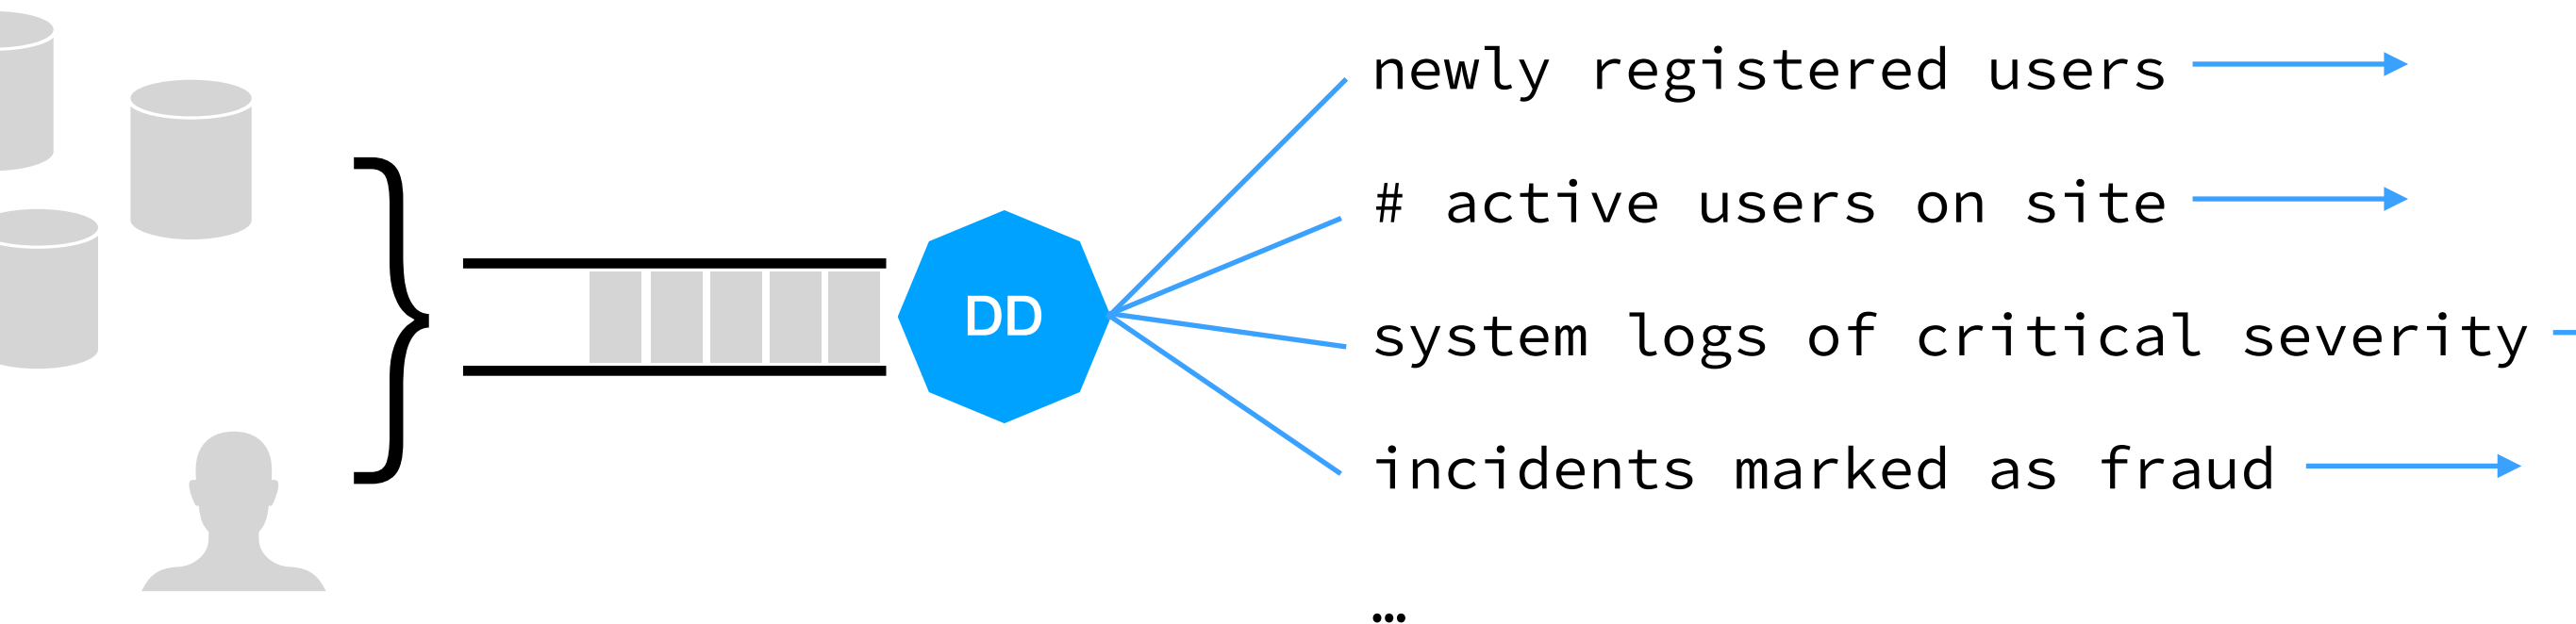 DD
newly registered users
# active users on site
system logs of critical severity
incidents marked as fraud
…